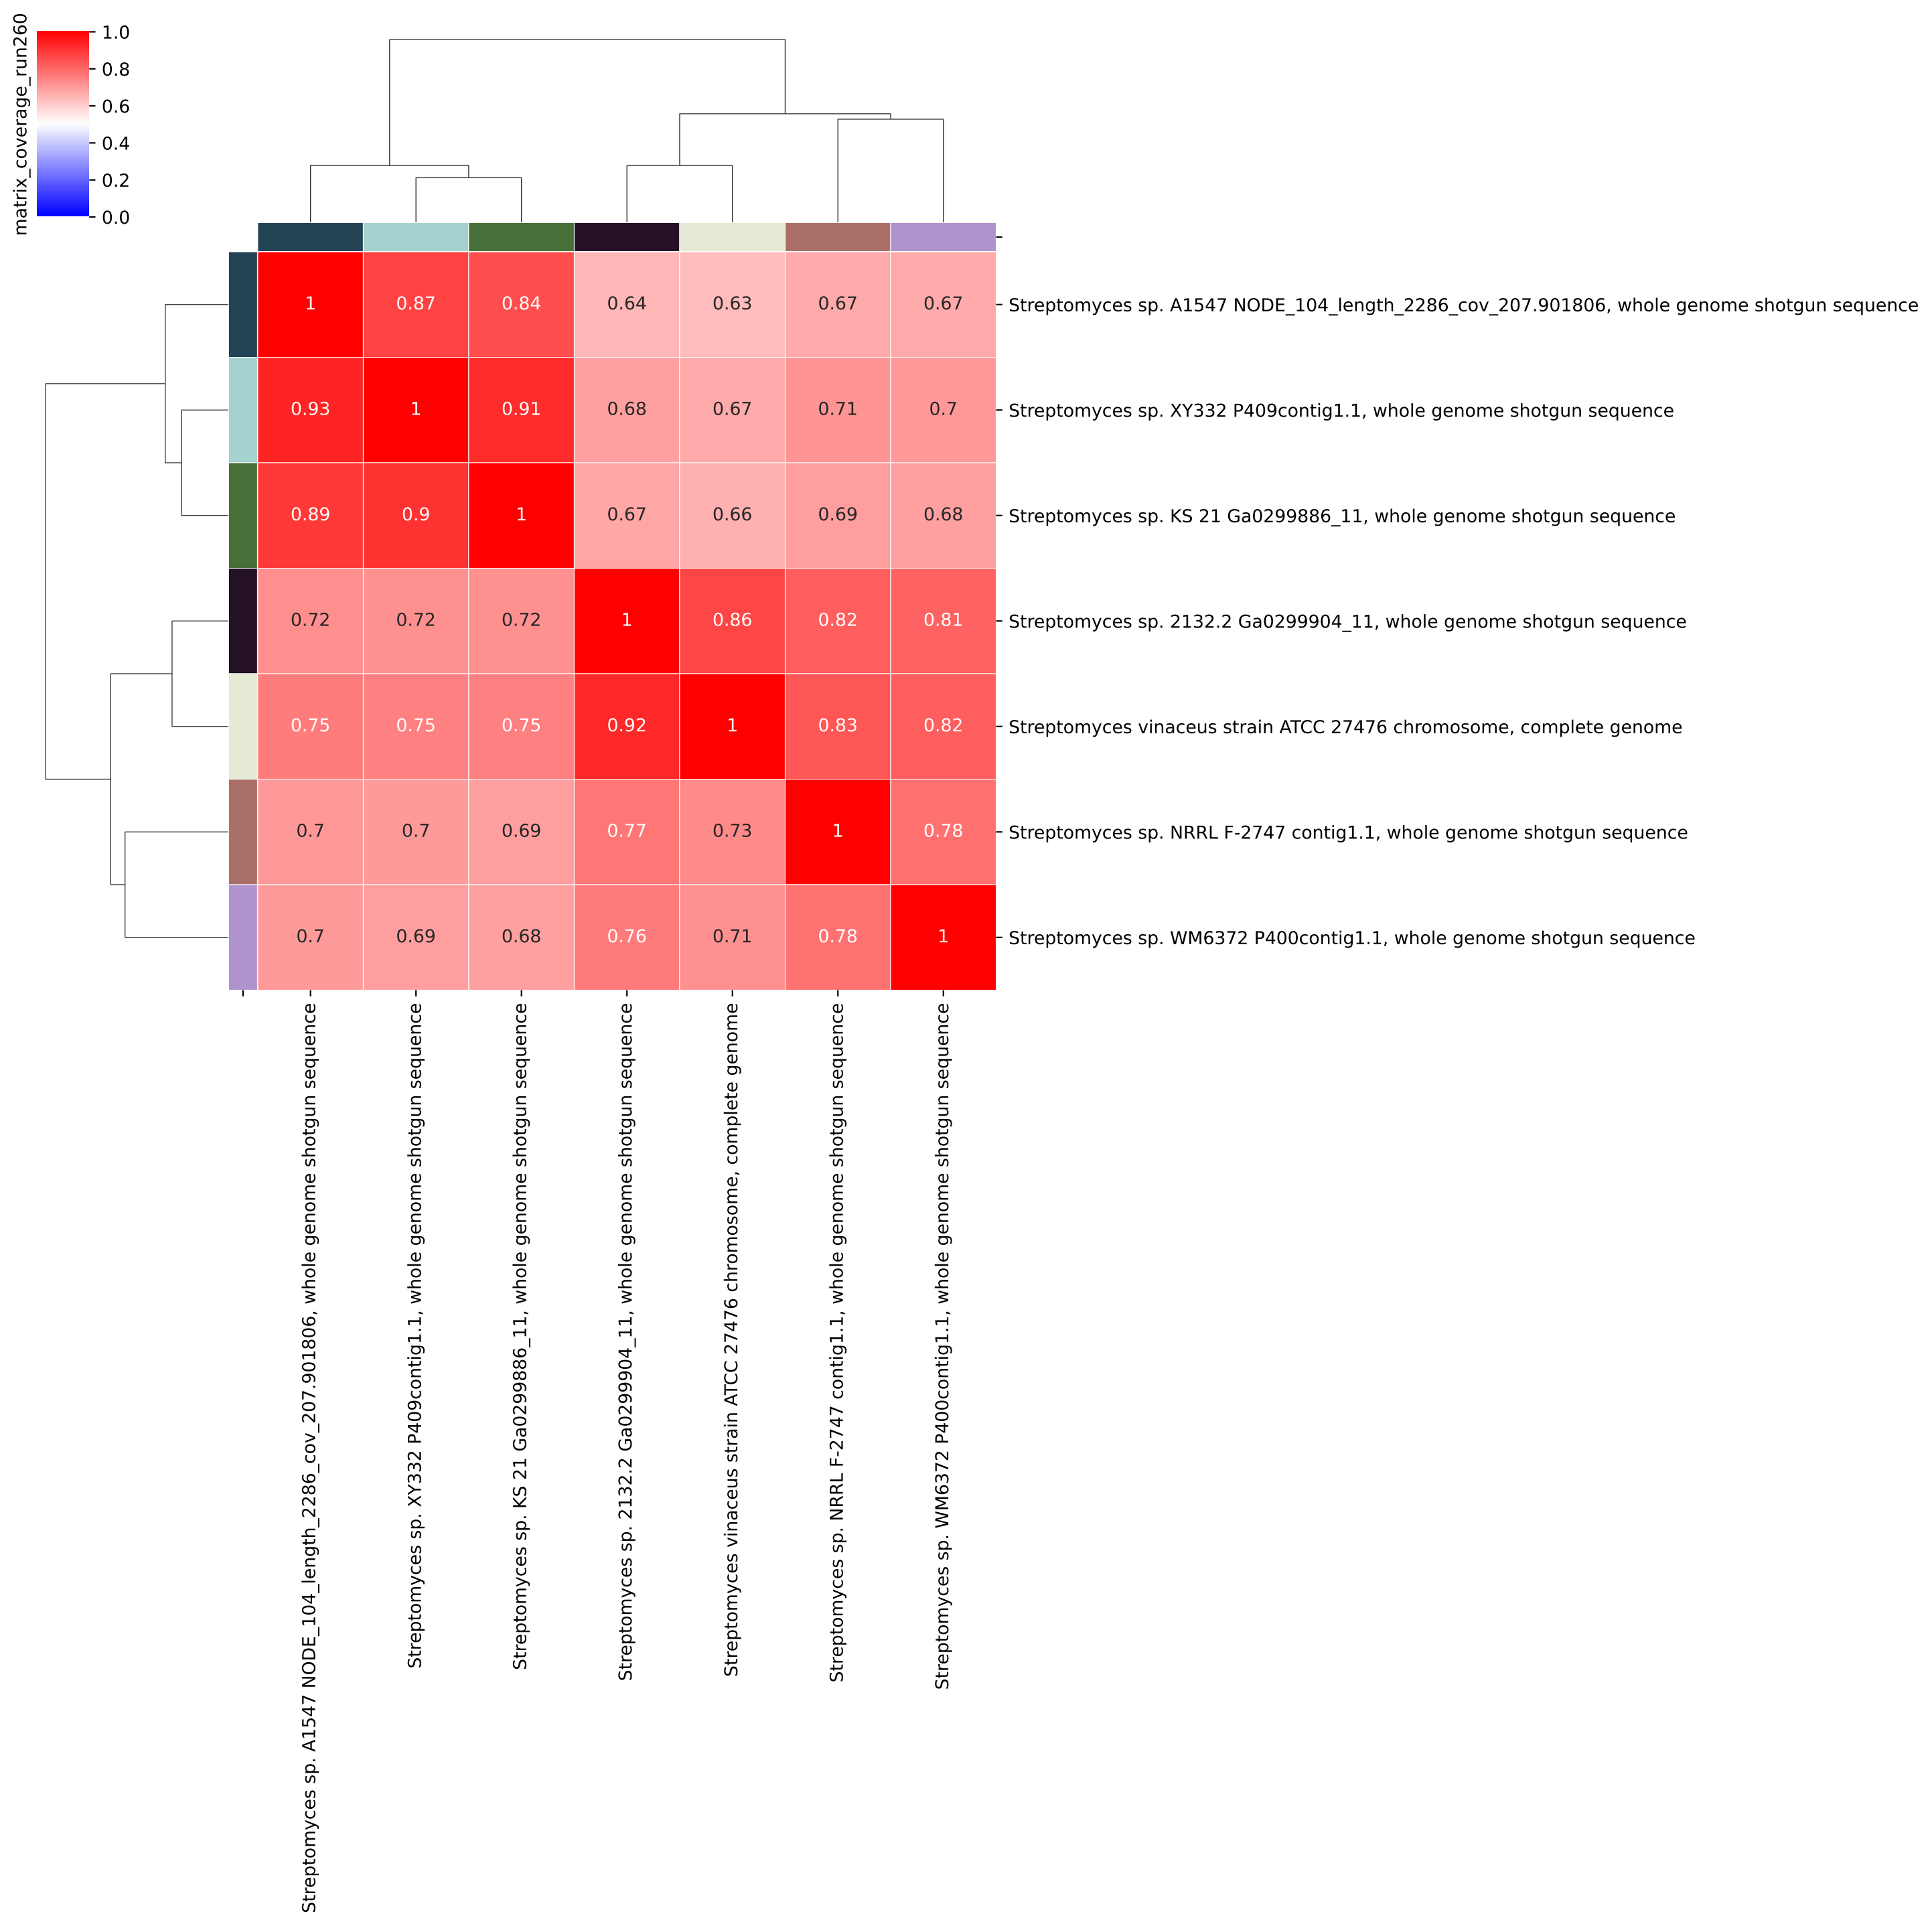 matrix_coverage_run260
1.0
0.8
0.6
0.4
0.2
0.0
1 0.87 0.84 0.64 0.63 0.67 0.67 Streptomyces sp. A1547 NODE_104_length_2286_cov_207.901806, whole genome shotgun sequence
0.93 1 0.91 0.68 0.67 0.71 0.7 Streptomyces sp. XY332 P409contig1.1, whole genome shotgun sequence
0.89 0.9 1 0.67 0.66 0.69 0.68 Streptomyces sp. KS 21 Ga0299886_11, whole genome shotgun sequence
0.72 0.72 0.72 1 0.86 0.82 0.81 Streptomyces sp. 2132.2 Ga0299904_11, whole genome shotgun sequence
0.75 0.75 0.75 0.92 1 0.83 0.82 Streptomyces vinaceus strain ATCC 27476 chromosome, complete genome
0.7 0.7 0.69 0.77 0.73 1 0.78 Streptomyces sp. NRRL F-2747 contig1.1, whole genome shotgun sequence
0.7 0.69 0.68 0.76 0.71 0.78 1 Streptomyces sp. WM6372 P400contig1.1, whole genome shotgun sequence
Streptomyces sp. A1547 NODE_104_length_2286_cov_207.901806, whole genome shotgun sequence
Streptomyces sp. XY332 P409contig1.1, whole genome shotgun sequence
Streptomyces sp. KS 21 Ga0299886_11, whole genome shotgun sequence
Streptomyces sp. 2132.2 Ga0299904_11, whole genome shotgun sequence
Streptomyces vinaceus strain ATCC 27476 chromosome, complete genome
Streptomyces sp. NRRL F-2747 contig1.1, whole genome shotgun sequence
Streptomyces sp. WM6372 P400contig1.1, whole genome shotgun sequence